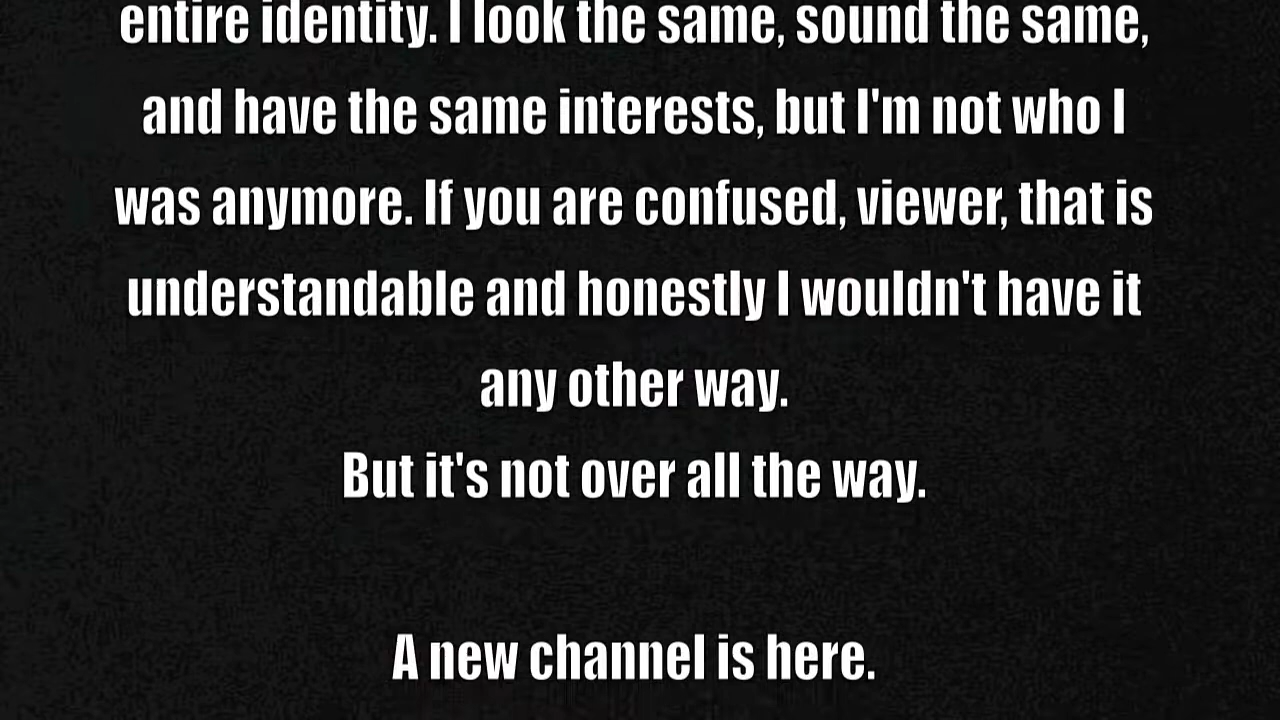 entire identity. I look the same, sound the same,
and have the same interests, but I'm not who I
was anymore. If you are confused, viewer, that is
understandable and honestly I wouldn't have it
any other way.
But it's not over all the way.
A new channel is here.